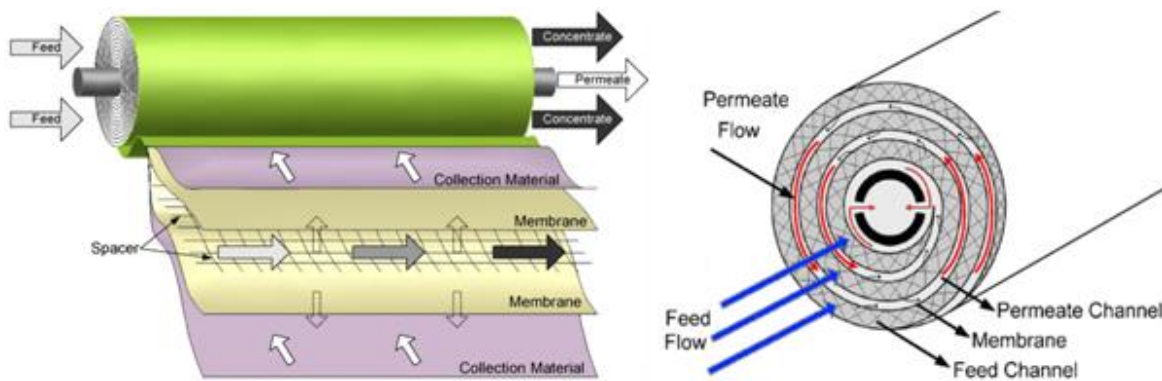 Feed
Feed
Concentrate
Permeate
Concentrate
Collection Material
Membrane
Spacer
Membrane
Collection Material
Permeate
Flow
Feed
Flow
Permeate Channel
Membrane
Feed Channel